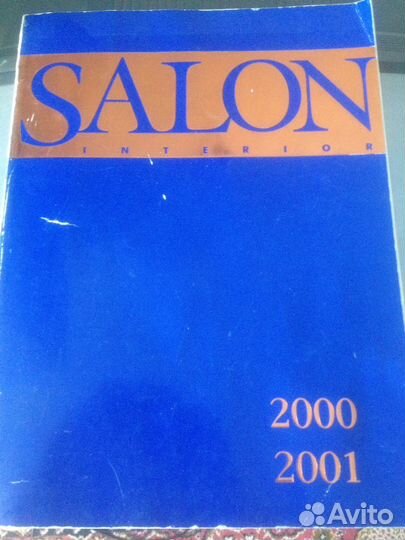 SALON
INTERIOR
2000
2001
Avito